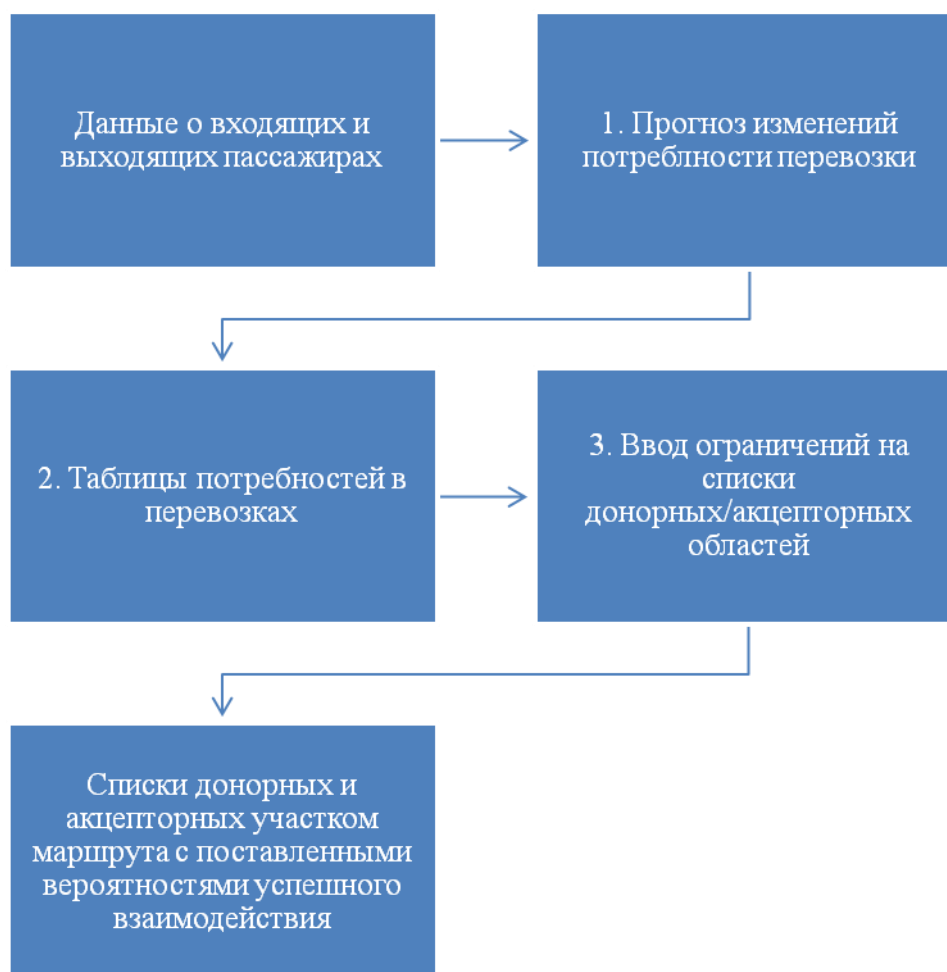 Данные о входящих и
выходящих пассажирах
1. Прогноз изменений
потреблности перевозки
2. Таблицы потребностей в
перевозках
3. Ввод ограничений на
списки
донорных/акцепторных
областей
Списки донорных и
акцепторных участком
маршрута с поставленными
вероятностями успешного
взаимодействия